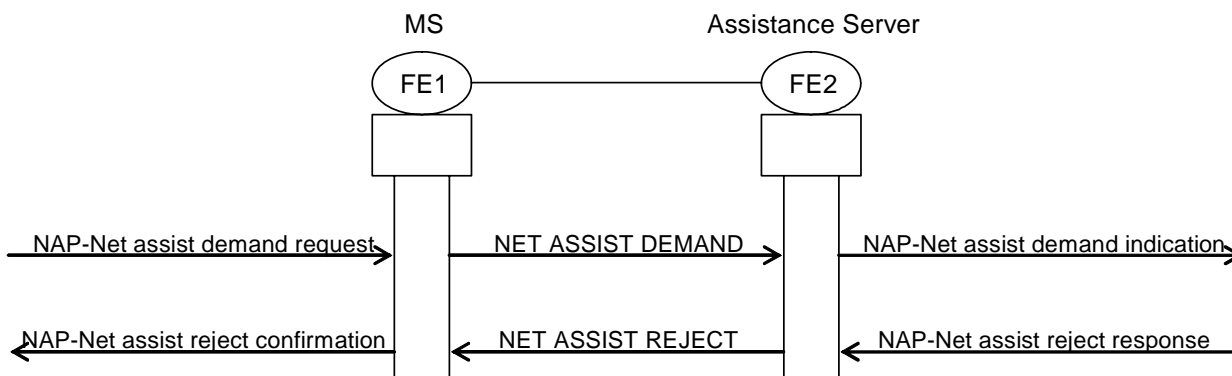 MS
Assistance Server
FE1
FE2
NAP-Net assist demand request
NET ASSIST DEMAND
NAP-Net assist demand indication
NAP-Net assist reject confirmation
NET ASSIST REJECT
NAP-Net assist reject response